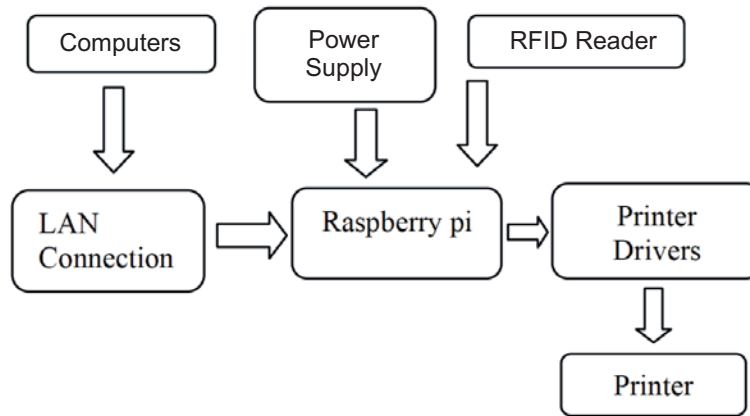 Computers
Power
Supply
RFID Reader
LAN
Connection
Raspberry pi
Printer
Drivers
Printer